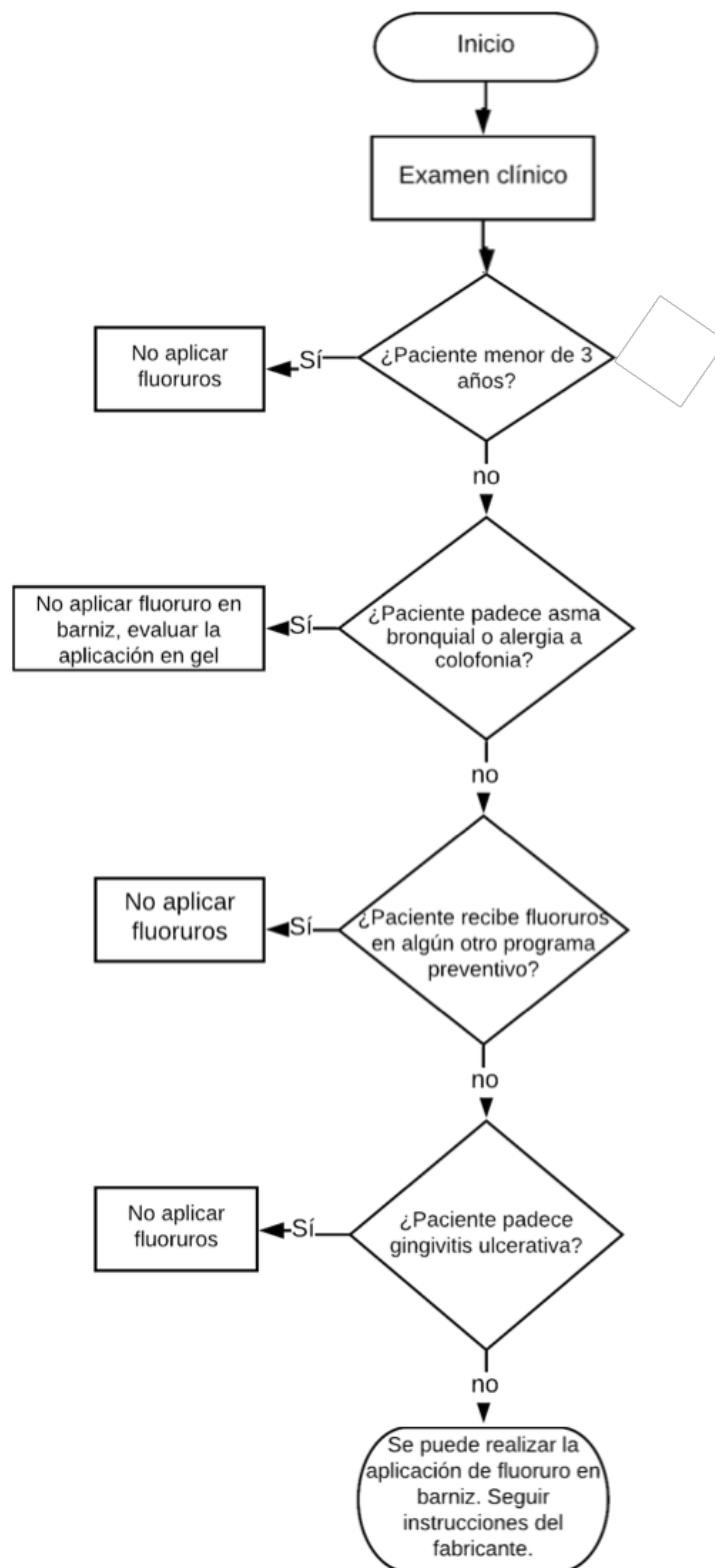 Inicio
Examen clínico
¿Paciente menor de 3
años?
Sí
No aplicar
fluoruros
no
¿Paciente padece asma
bronquial o alergia a
colofonia?
Sí
No aplicar fluoruro en
barniz, evaluar la
aplicación en gel
no
¿Paciente recibe fluoruros
en algún otro programa
preventivo?
Sí
No aplicar
fluoruros
no
¿Paciente padece
gingivitis ulcerativa?
Sí
No aplicar
fluoruros
no
Se puede realizar la
aplicación de fluoruro en
barniz. Seguir
instrucciones del
fabricante.